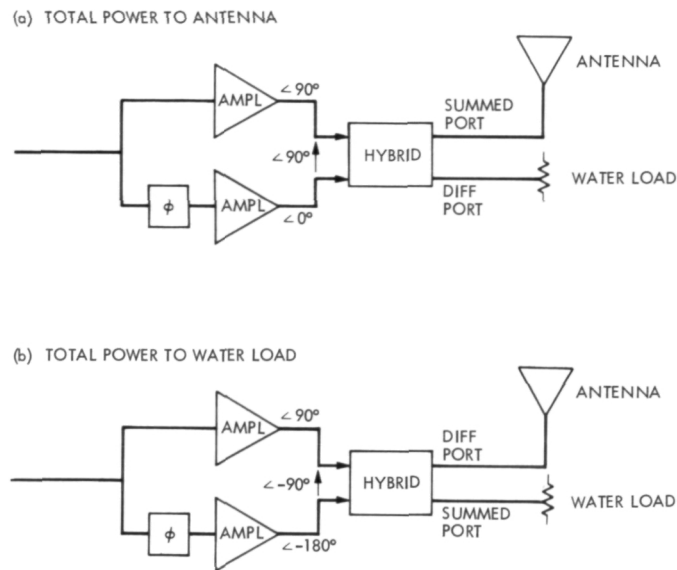 (a) TOTAL POWER TO ANTENNA
ANTENNA
AMPL
∠90°
SUMMED
PORT
∠90°
HYBRID
WATER LOAD
ϕ
AMPL
∠0°
DIFF
PORT
(b) TOTAL POWER TO WATER LOAD
ANTENNA
AMPL
∠90°
DIFF
PORT
∠-90°
HYBRID
WATER LOAD
ϕ
AMPL
∠-180°
SUMMED
PORT